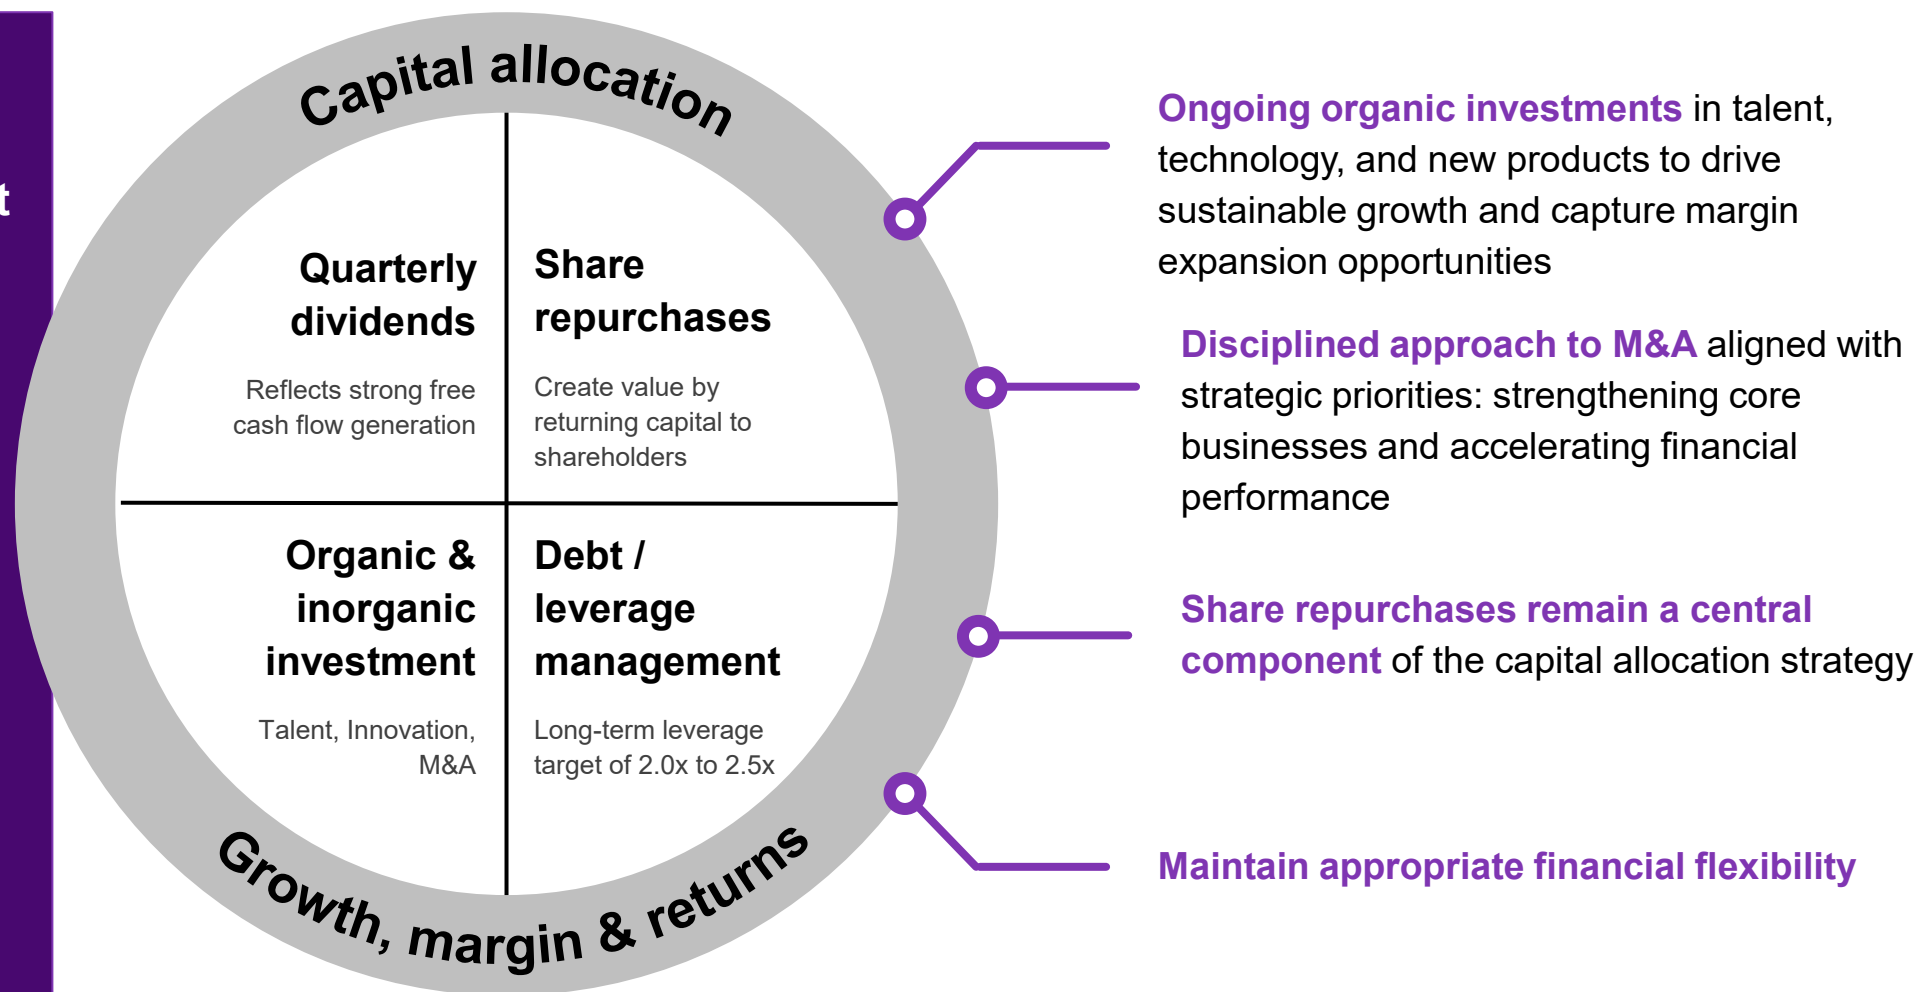 t
Capital allocation
Quarterly
dividends
Reflects strong free
cash flow generation
Share
repurchases
Create value by
returning capital to
shareholders
Organic &
inorganic
investment
Talent, Innovation,
M&A
Debt /
leverage
management
Long-term leverage
target of 2.0x to 2.5x
Growth, margin & returns
Ongoing organic investments in talent,
technology, and new products to drive
sustainable growth and capture margin
expansion opportunities
Disciplined approach to M&A aligned with
strategic priorities: strengthening core
businesses and accelerating financial
performance
Share repurchases remain a central
component of the capital allocation strategy
Maintain appropriate financial flexibility